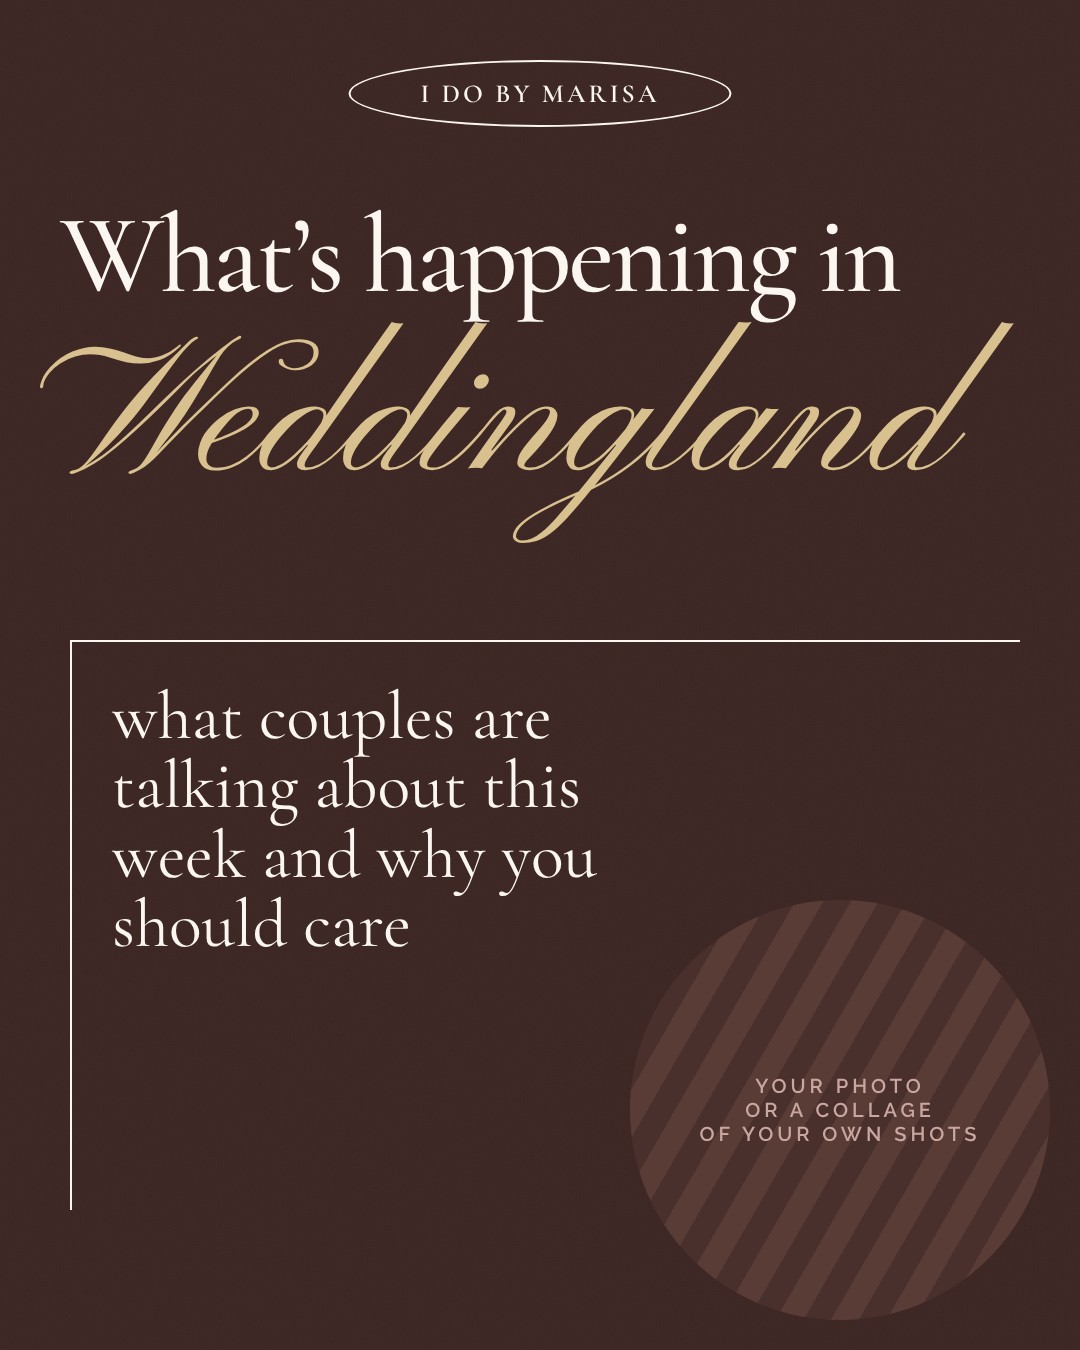 I DO BY MARISA
What’s happening in
Weddingland
what couples are
talking about this
week and why you
should care
YOUR PHOTO
OR A COLLAGE
OF YOUR OWN SHOTS